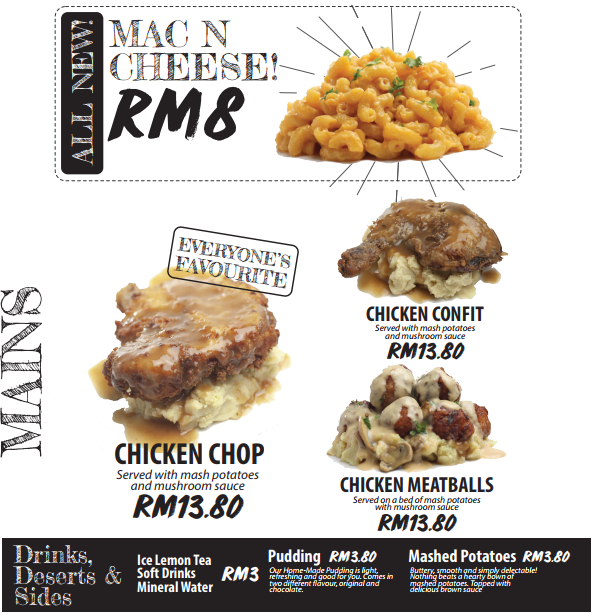 ALL NEW!
MAC N
CHEESE!
RM8
MAINS
EVERYONE'S
FAVOURITE
CHICKEN CONFIT
Served with mash potatoes
and mushroom sauce
RM13.80
CHICKEN CHOP
Served with mash potatoes
and mushroom sauce
RM13.80
CHICKEN MEATBALLS
Served on a bed of mash potatoes
with mushroom sauce
RM13.80
Drinks,
Deserts &
Sides
Ice Lemon Tea
Soft Drinks
Mineral Water
RM3
Pudding RM3.80
Our Home-Made Pudding is light,
refreshing and good for you. Comes in
two different flavour, original and
chocolate.
Mashed Potatoes RM3.80
Buttery, smooth and simply delectable!
Nothing beats a hearty bown of
mashed potatoes. Topped with
delicious brown sauce